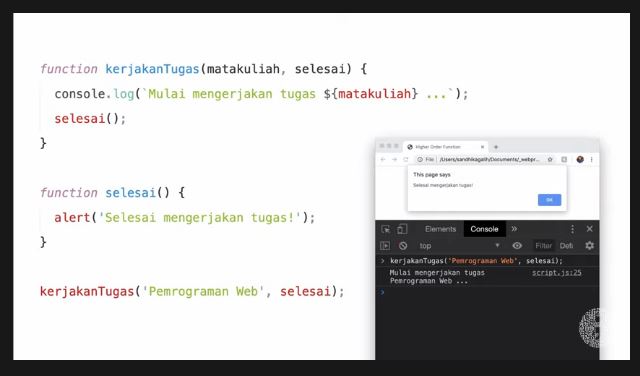 function kerjakanTugas(matakuliah, selesai) {
console.log(`Mulai mengerjakan tugas ${matakuliah} ...`);
selesai();
}
function selesai() {
alert('Selesai mengerjakan tugas!');
}
kerjakanTugas('Pemrograman Web', selesai);
Higher Order Function
File | /Users/sandhikagalih/Documents/_webpr...
This page says
Selesai mengerjakan tugas!
OK
Elements Console »
top Filter Defi
> kerjakanTugas('Pemrograman Web', selesai);
Mulai mengerjakan tugas script.js:25
Pemrograman Web ...
>